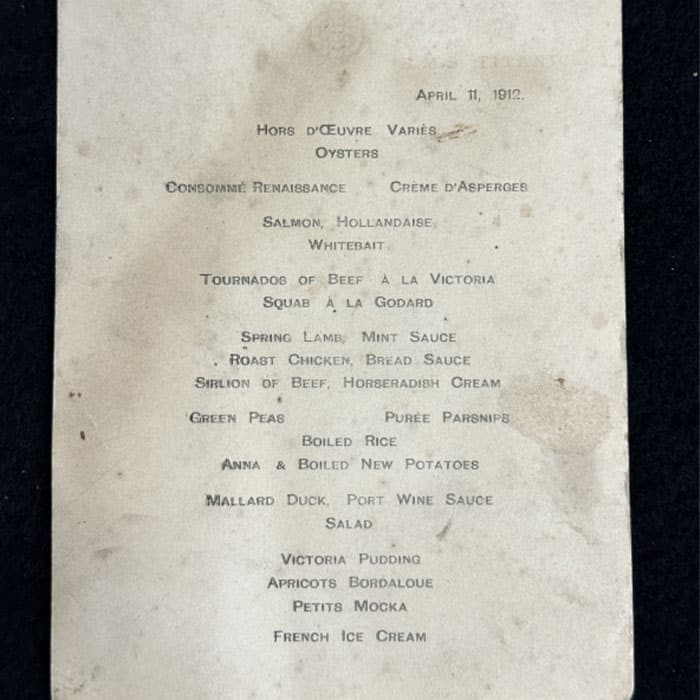 April 11, 1912.
Hors d'Œuvre Variés
Oysters
Consommé Renaissance Crème d'Asperges
Salmon, Hollandaise
Whitebait
Tournados of Beef à la Victoria
Squab à la Godard
Spring Lamb, Mint Sauce
Roast Chicken, Bread Sauce
Sirlion of Beef, Horseradish Cream
Green Peas Purée Parsnips
Boiled Rice
Anna & Boiled New Potatoes
Mallard Duck, Port Wine Sauce
Salad
Victoria Pudding
Apricots Bordaloue
Petits Mocka
French Ice Cream